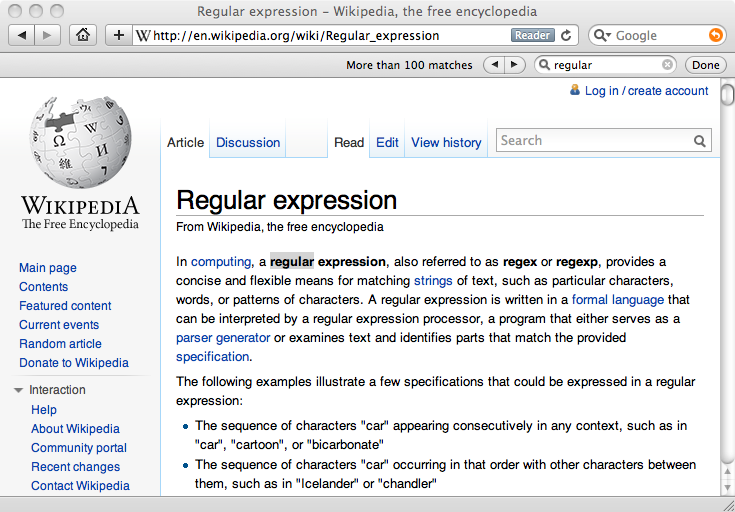 Regular expression – Wikipedia, the free encyclopedia
http://en.wikipedia.org/wiki/Regular_expression
Reader
Google
More than 100 matches
regular
Done
Log in / create account
Article
Discussion
Read
Edit
View history
Search
Ω
W
維
И
WIKIPEDIA
The Free Encyclopedia
Main page
Contents
Featured content
Current events
Random article
Donate to Wikipedia
Interaction
Help
About Wikipedia
Community portal
Recent changes
Contact Wikipedia
Regular expression
From Wikipedia, the free encyclopedia
In computing, a regular expression, also referred to as regex or regexp, provides a
concise and flexible means for matching strings of text, such as particular characters,
words, or patterns of characters. A regular expression is written in a formal language that
can be interpreted by a regular expression processor, a program that either serves as a
parser generator or examines text and identifies parts that match the provided
specification.
The following examples illustrate a few specifications that could be expressed in a regular
expression:
The sequence of characters "car" appearing consecutively in any context, such as in
"car", "cartoon", or "bicarbonate"
The sequence of characters "car" occurring in that order with other characters between
them, such as in "Icelander" or "chandler"